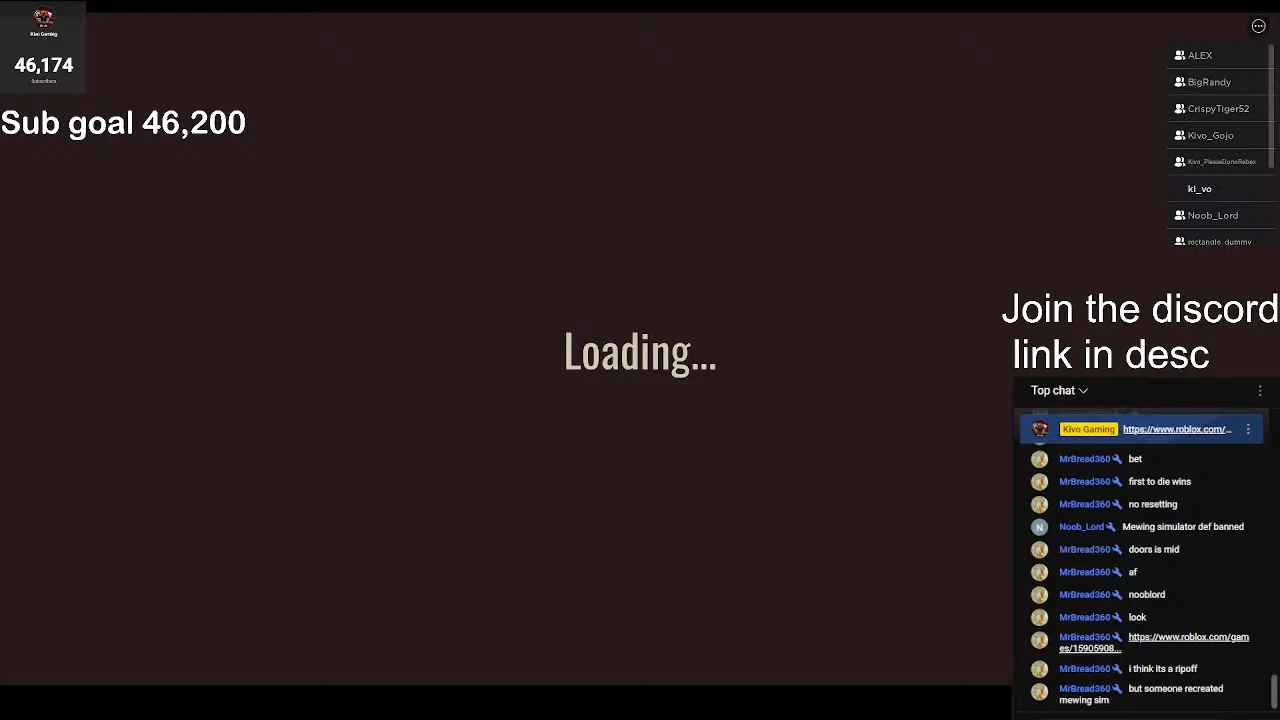 Kivo Gaming
46,174
Subscribers
Sub goal 46,200
ALEX
BigRandy
CrispyTiger52
Kivo_Gojo
Kivo_PleaseDonoRebex
ki_vo
Noob_Lord
rectangle_dummy
Loading...
Join the discord
link in desc
Top chat
Kivo Gaming https://www.roblox.com/...
MrBread360 bet
MrBread360 first to die wins
MrBread360 no resetting
N Noob_Lord Mewing simulator def banned
MrBread360 doors is mid
MrBread360 af
MrBread360 nooblord
MrBread360 look
MrBread360 https://www.roblox.com/gam
es/15905908...
MrBread360 i think its a ripoff
MrBread360 but someone recreated
mewing sim